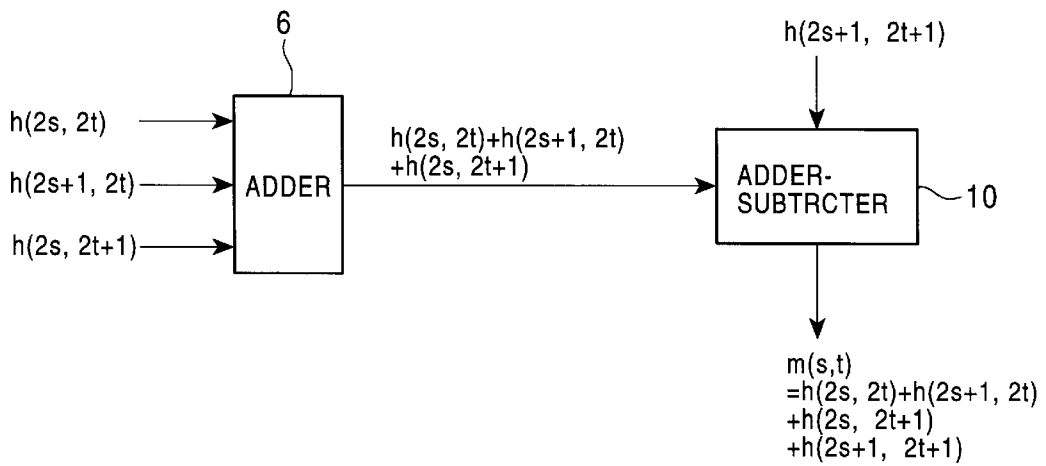 6
h(2s+1, 2t+1)
h(2s, 2t)
h(2s+1, 2t)
h(2s, 2t+1)
ADDER
h(2s, 2t)+h(2s+1, 2t)
+h(2s, 2t+1)
ADDER-
SUBTRCTER
10
m(s,t)
=h(2s, 2t)+h(2s+1, 2t)
+h(2s, 2t+1)
+h(2s+1, 2t+1)